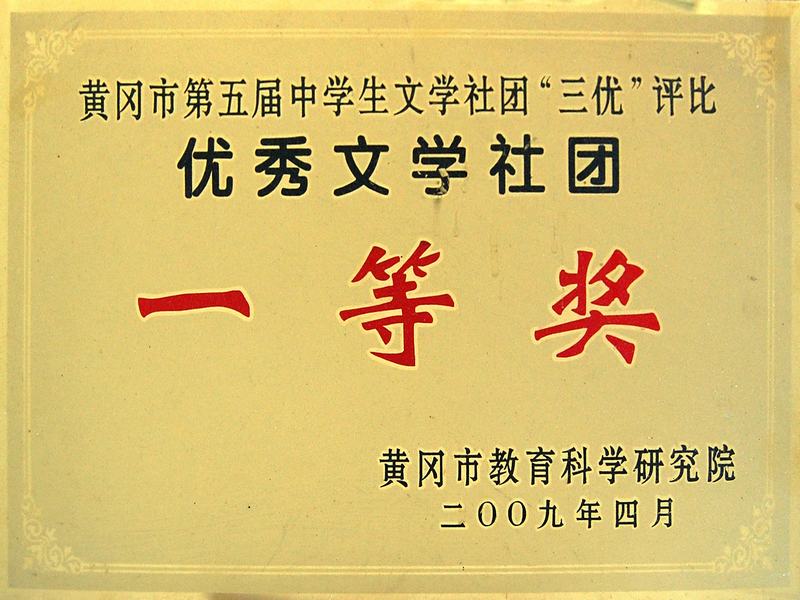 黄冈市第五届中学生文学社团“三优”评比
优秀文学社团
一等奖
黄冈市教育科学研究院
二〇〇九年四月